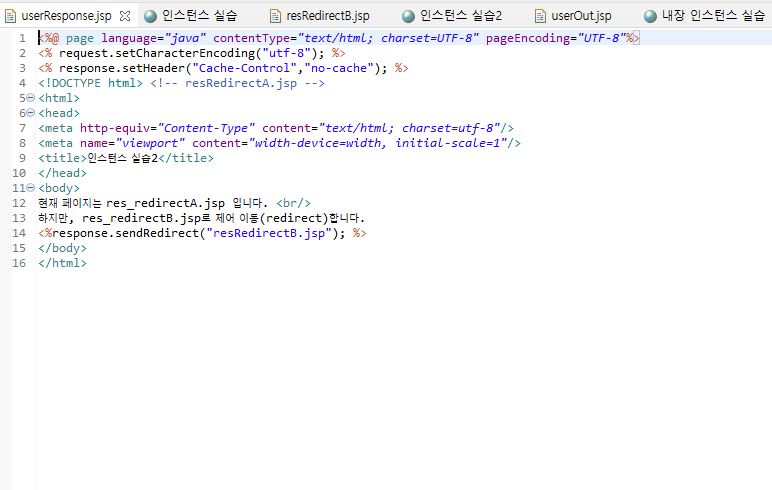 userResponse.jsp 인스턴스 실습 resRedirectB.jsp 인스턴스 실습2 userOut.jsp 내장 인스턴스 실습
1 <%@ page language="java" contentType="text/html; charset=UTF-8" pageEncoding="UTF-8"%>
2 <% request.setCharacterEncoding("utf-8"); %>
3 <% response.setHeader("Cache-Control","no-cache"); %>
4 <!DOCTYPE html> <!-- resRedirectA.jsp -->
5 <html>
6 <head>
7 <meta http-equiv="Content-Type" content="text/html; charset=utf-8"/>
8 <meta name="viewport" content="width-device=width, initial-scale=1"/>
9 <title>인스턴스 실습2</title>
10 </head>
11 <body>
12 현재 페이지는 res_redirectA.jsp 입니다. <br/>
13 하지만, res_redirectB.jsp로 제어 이동(redirect)합니다.
14 <%response.sendRedirect("resRedirectB.jsp"); %>
15 </body>
16 </html>